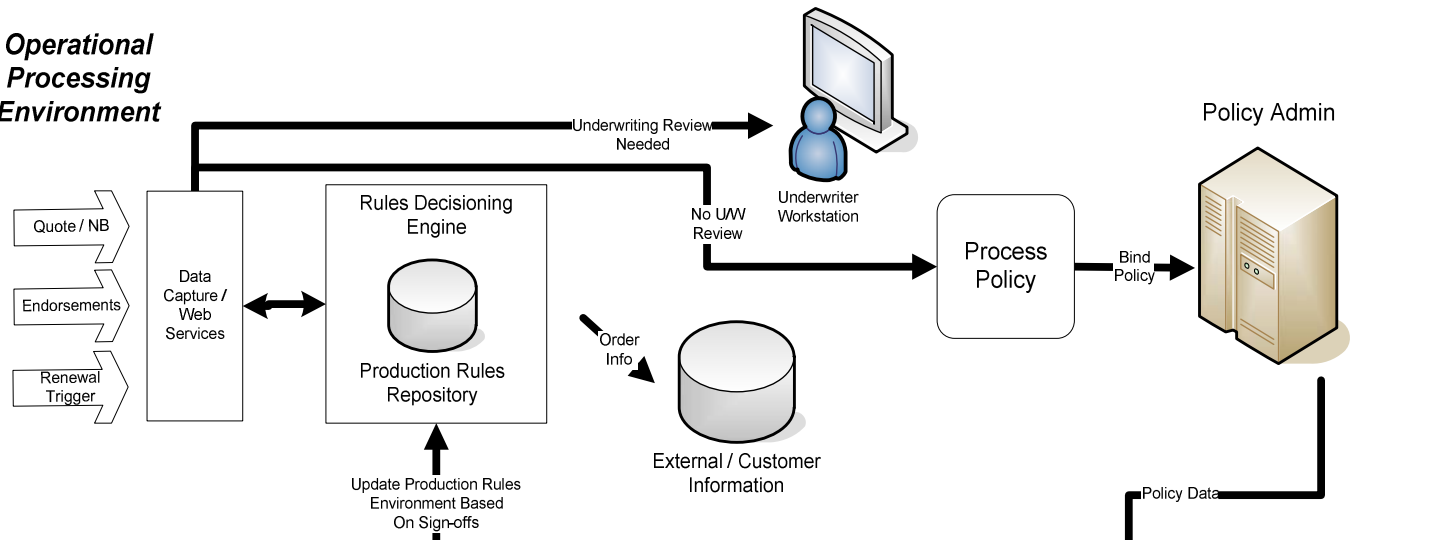 Operational
Processing
Environment
Policy Admin
Underwriting Review
Needed
Underwriter
Workstation
Quote / NB
Endorsements
Renewal
Trigger
Data
Capture /
Web
Services
Rules Decisioning
Engine
Production Rules
Repository
No U/W
Review
Process
Policy
Bind
Policy
Order
Info
External / Customer
Information
Update Production Rules
Environment Based
On Sign-offs
Policy Data